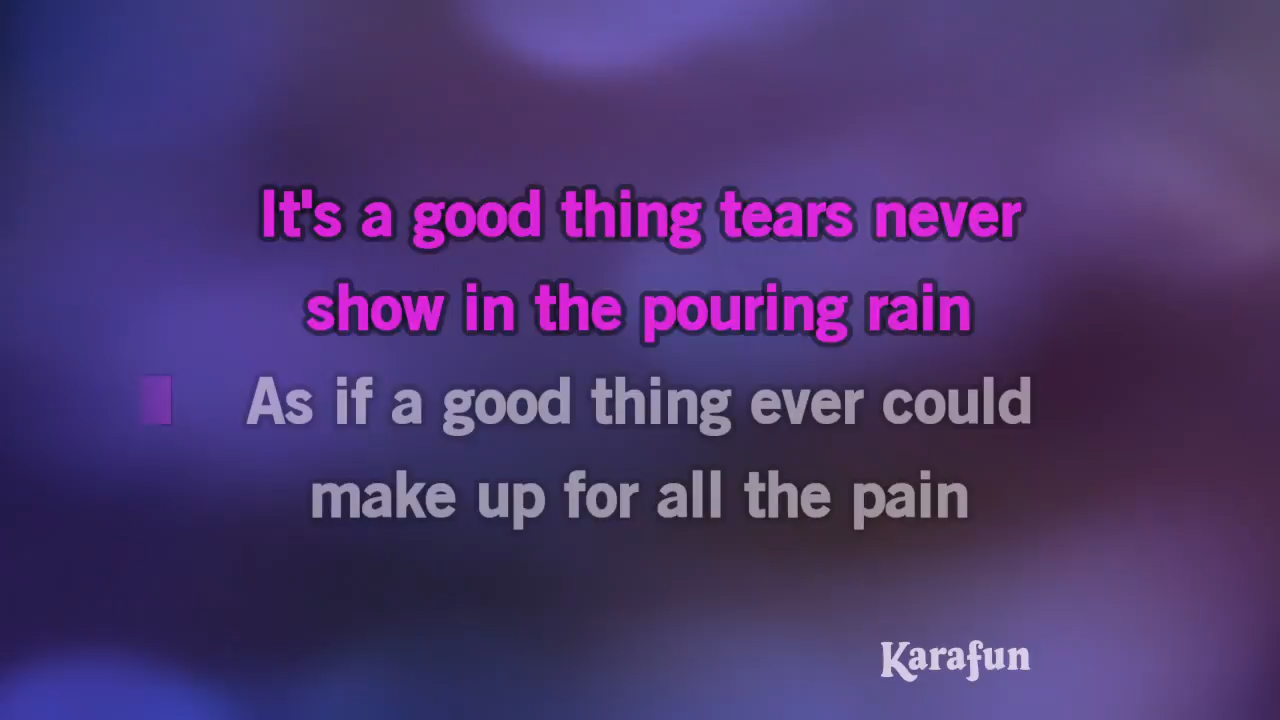 It's a good thing tears never
show in the pouring rain
As if a good thing ever could
make up for all the pain
Karafun